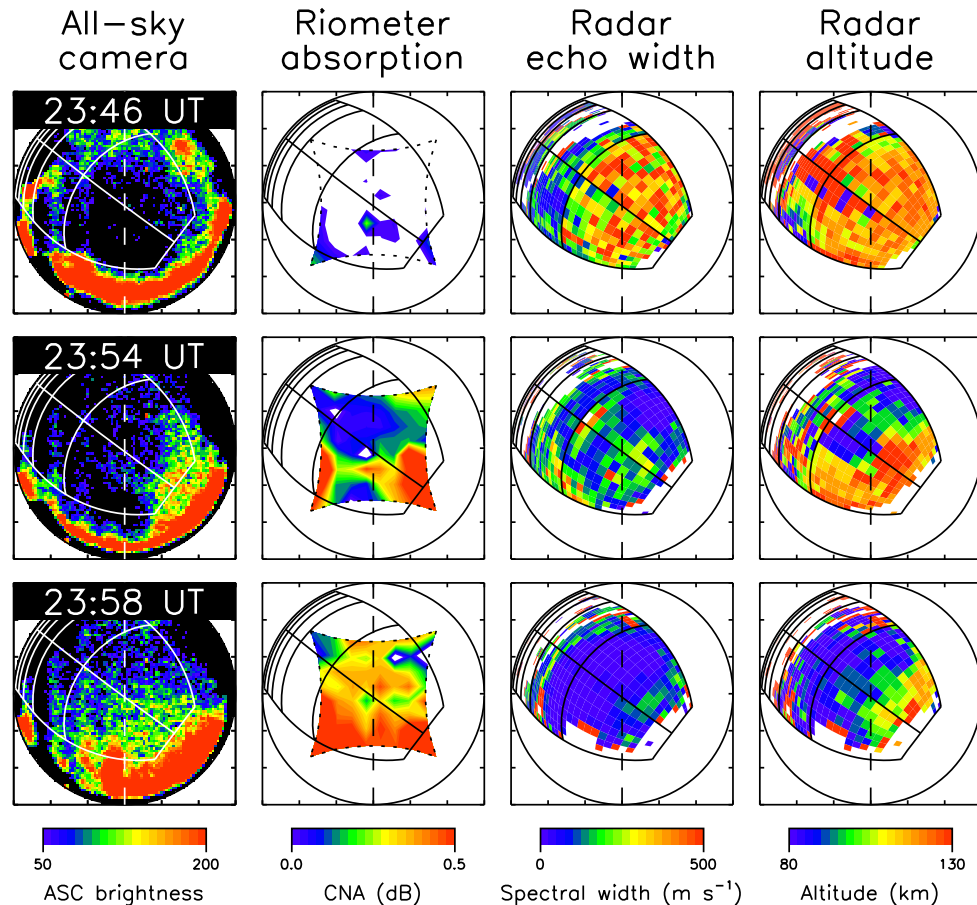 All-sky camera
Riometer absorption
Radar echo width
Radar altitude
23:46 UT
23:54 UT
23:58 UT
50 200
ASC brightness
0.0 0.5
CNA (dB)
0 500
Spectral width (m s⁻¹)
80 130
Altitude (km)